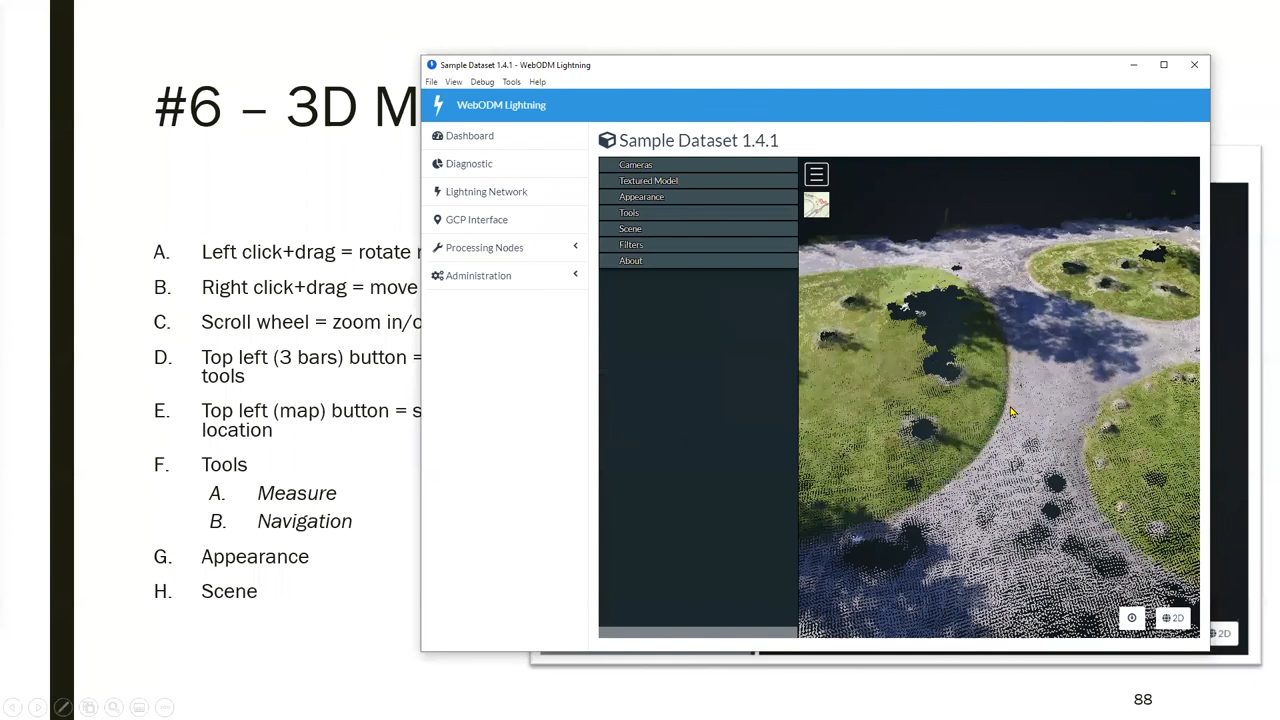 #6 – 3D M
A. Left click+drag = rotate
B. Right click+drag = move
C. Scroll wheel = zoom in/o
D. Top left (3 bars) button =
tools
E. Top left (map) button = s
location
F. Tools
A. Measure
B. Navigation
G. Appearance
H. Scene
Sample Dataset 1.4.1 - WebODM Lightning
File View Debug Tools Help
WebODM Lightning
Dashboard
Diagnostic
Lightning Network
GCP Interface
Processing Nodes
Administration
Sample Dataset 1.4.1
Cameras
Textured Model
Appearance
Tools
Scene
Filters
About
2D
2D
88